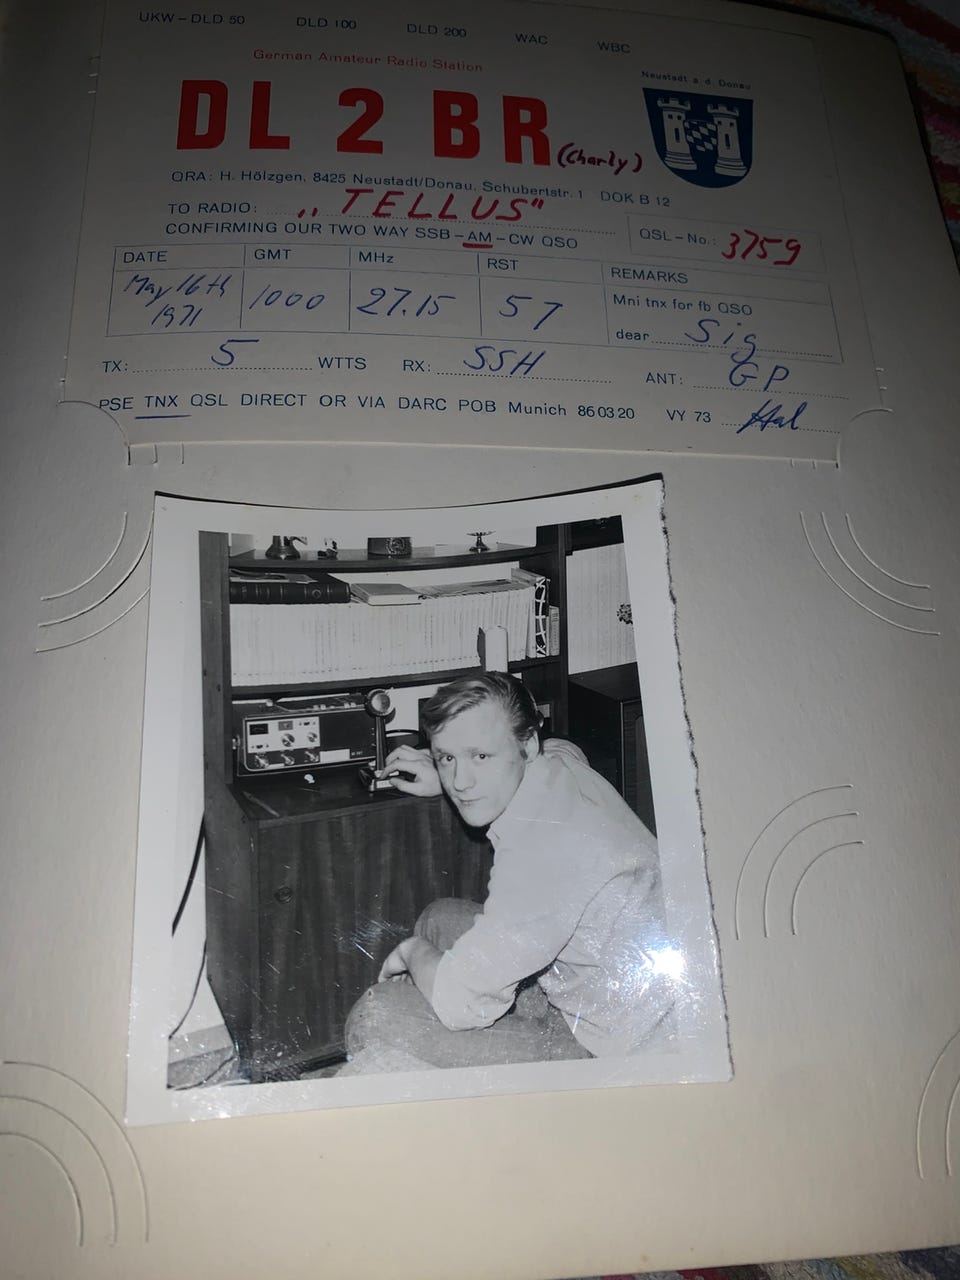 UKW – DLD 50 DLD 100 DLD 200 WAC WBC
German Amateur Radio Station
Neustadt a. d. Donau
DL 2 BR (Charly)
QRA: H. Hölzgen, 8425 Neustadt/Donau, Schubertstr. 1 DOK B 12
TO RADIO: „TELLUS"
CONFIRMING OUR TWO WAY SSB – AM – CW QSO
QSL – No.: 3759
DATE GMT MHz RST REMARKS
May 16th 1971 1000 27.15 57
Mni tnx for fb QSO
dear Sig
TX: 5 WTTS RX: SSH ANT: GP
PSE TNX QSL DIRECT OR VIA DARC POB Munich 86 03 20 VY 73 Hal